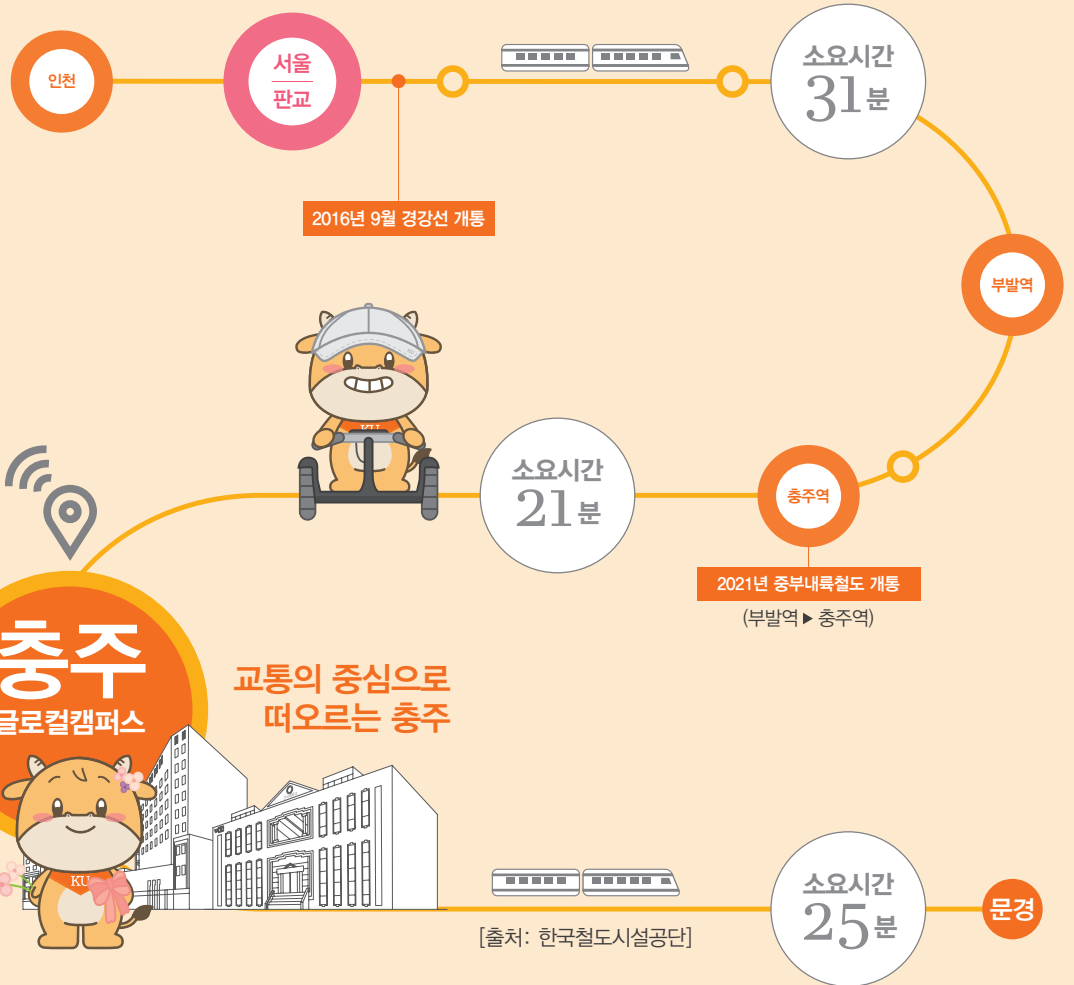 인천
서울
판교
소요시간
31분
2016년 9월 경강선 개통
부발역
KU
소요시간
21분
충주역
2021년 중부내륙철도 개통
(부발역 ▶ 충주역)
충주
글로컬캠퍼스
교통의 중심으로
떠오르는 충주
KU
소요시간
25분
문경
[출처: 한국철도시설공단]